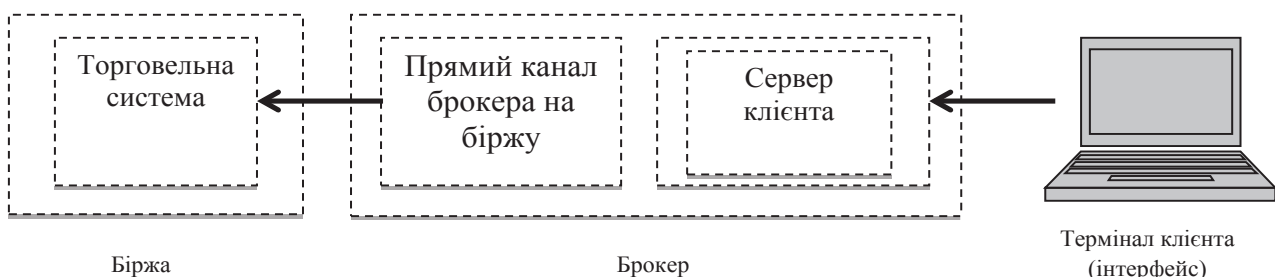 Торговельна
система
Прямий канал
брокера на
біржу
Сервер
клієнта
Біржа
Брокер
Термінал клієнта
(інтерфейс)